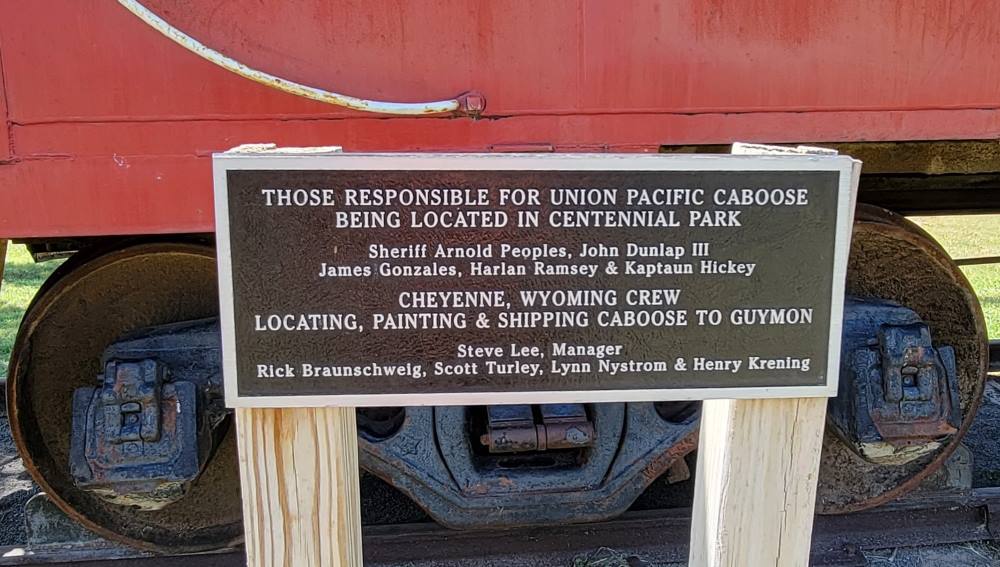 THOSE RESPONSIBLE FOR UNION PACIFIC CABOOSE
BEING LOCATED IN CENTENNIAL PARK
Sheriff Arnold Peoples, John Dunlap III
James Gonzales, Harlan Ramsey & Kaptaun Hickey
CHEYENNE, WYOMING CREW
LOCATING, PAINTING & SHIPPING CABOOSE TO GUYMON
Steve Lee, Manager
Rick Braunschweig, Scott Turley, Lynn Nystrom & Henry Krening